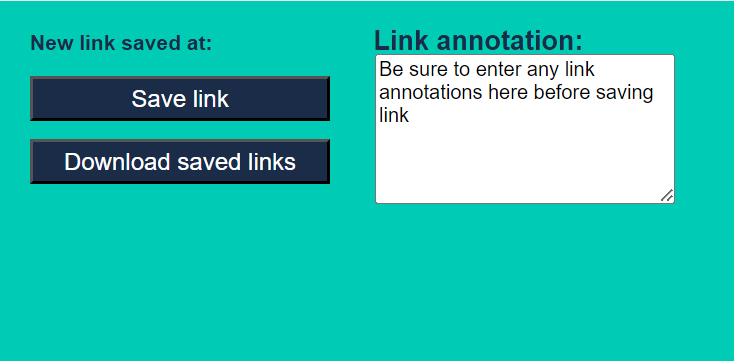 New link saved at:
Save link
Download saved links
Link annotation:
Be sure to enter any link
annotations here before saving
link